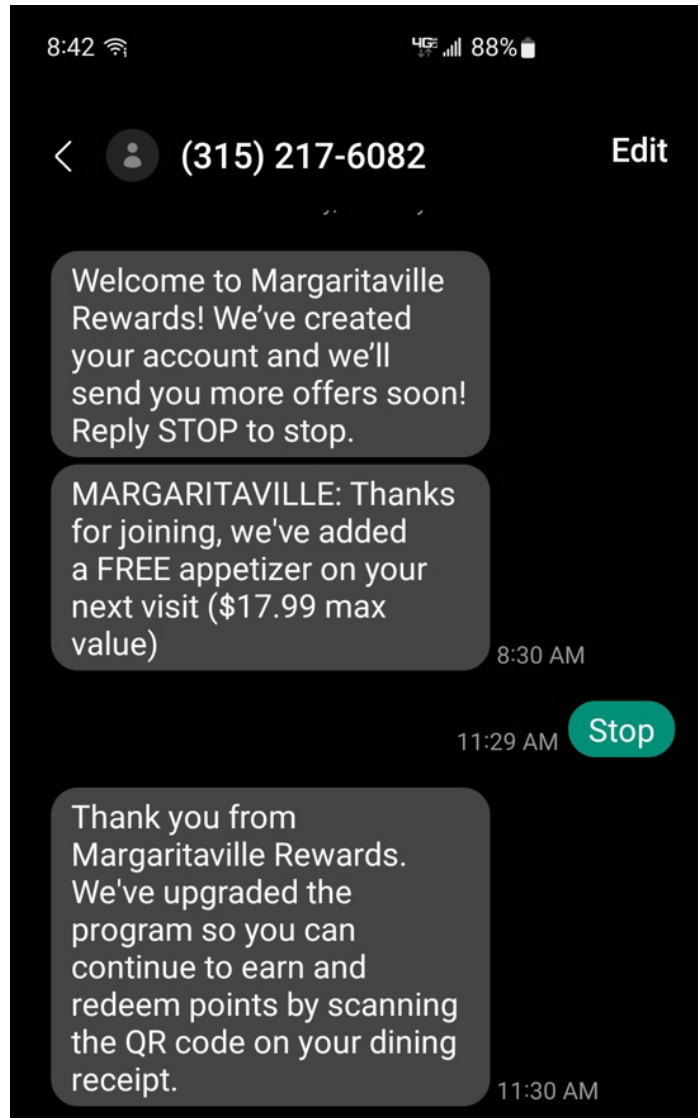 8:42 4GE 88%
(315) 217-6082 Edit
Welcome to Margaritaville
Rewards! We’ve created
your account and we’ll
send you more offers soon!
Reply STOP to stop.
MARGARITAVILLE: Thanks
for joining, we've added
a FREE appetizer on your
next visit ($17.99 max
value)
8:30 AM
11:29 AM Stop
Thank you from
Margaritaville Rewards.
We've upgraded the
program so you can
continue to earn and
redeem points by scanning
the QR code on your dining
receipt.
11:30 AM